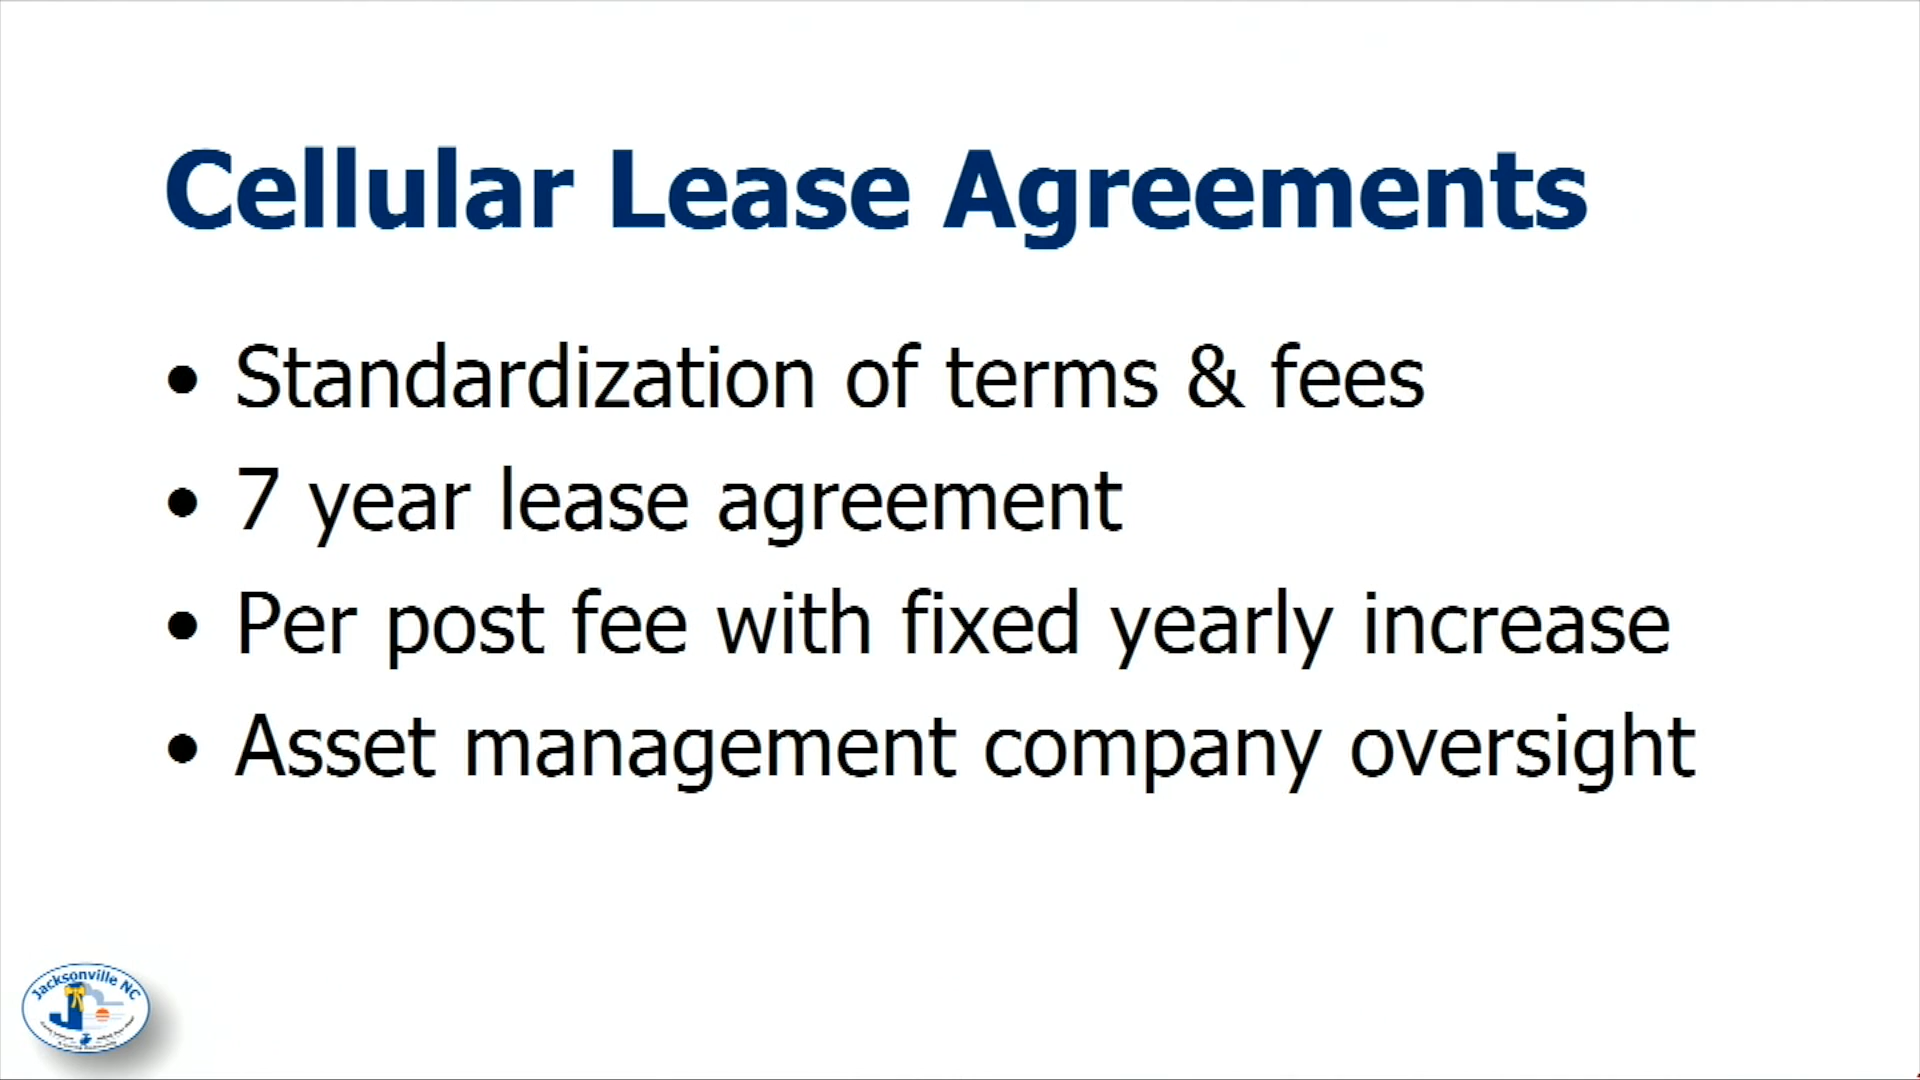 Cellular Lease Agreements
• Standardization of terms & fees
• 7 year lease agreement
• Per post fee with fixed yearly increase
• Asset management company oversight
Jacksonville NC